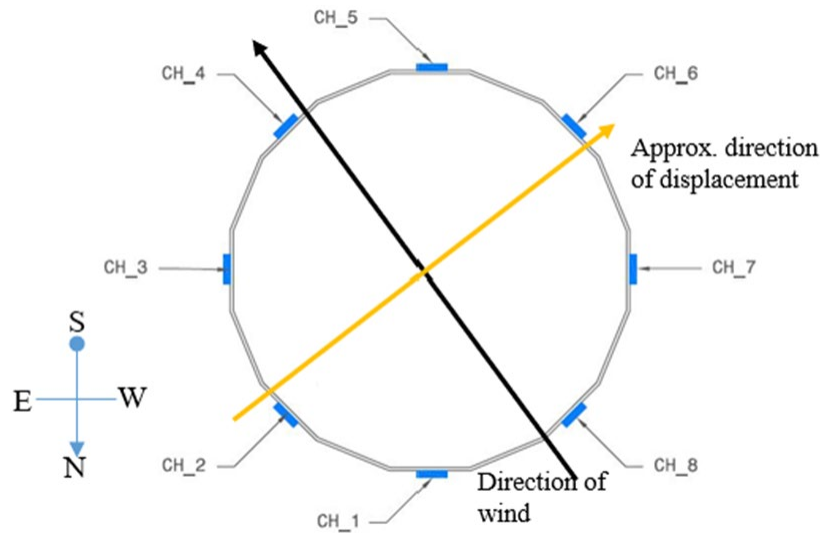 CH_5
CH_4
CH_6
Approx. direction
of displacement
CH_3
CH_7
S
E
W
N
CH_2
CH_8
Direction of
wind
CH_1